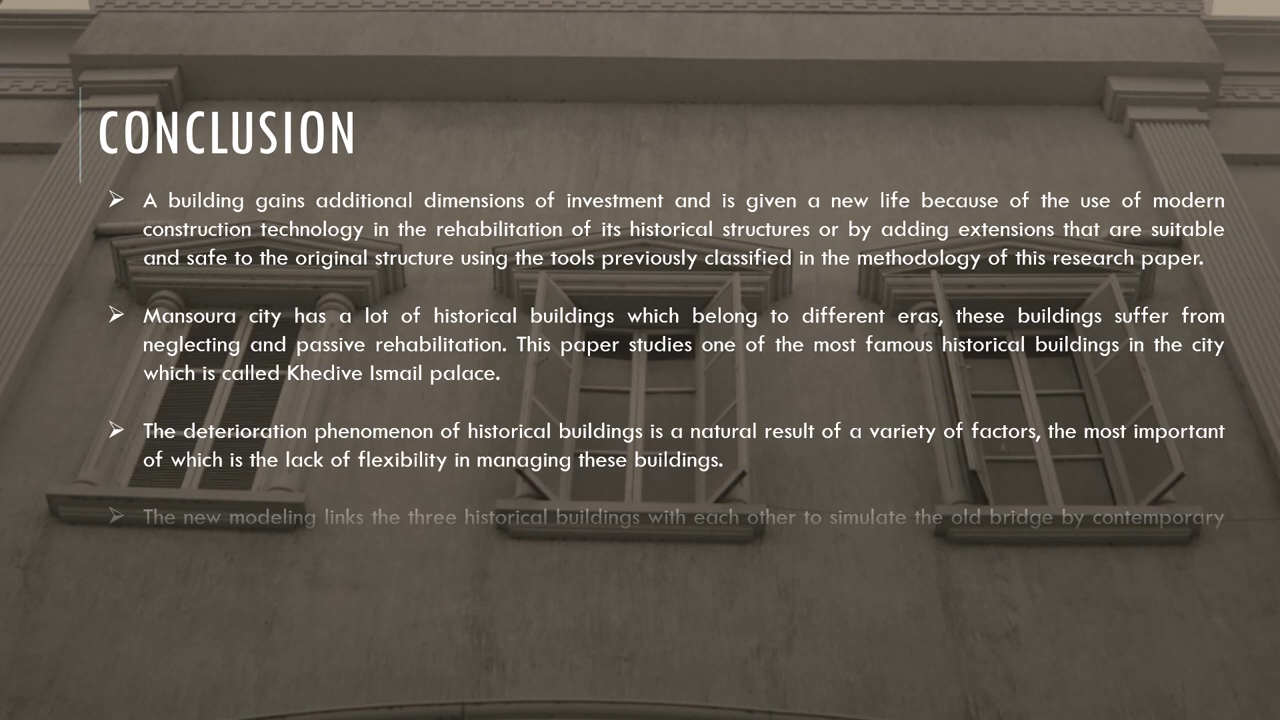 CONCLUSION
➢ A building gains additional dimensions of investment and is given a new life because of the use of modern
construction technology in the rehabilitation of its historical structures or by adding extensions that are suitable
and safe to the original structure using the tools previously classified in the methodology of this research paper.
➢ Mansoura city has a lot of historical buildings which belong to different eras, these buildings suffer from
neglecting and passive rehabilitation. This paper studies one of the most famous historical buildings in the city
which is called Khedive Ismail palace.
➢ The deterioration phenomenon of historical buildings is a natural result of a variety of factors, the most important
of which is the lack of flexibility in managing these buildings.
➢ The new modeling links the three historical buildings with each other to simulate the old bridge by contemporary